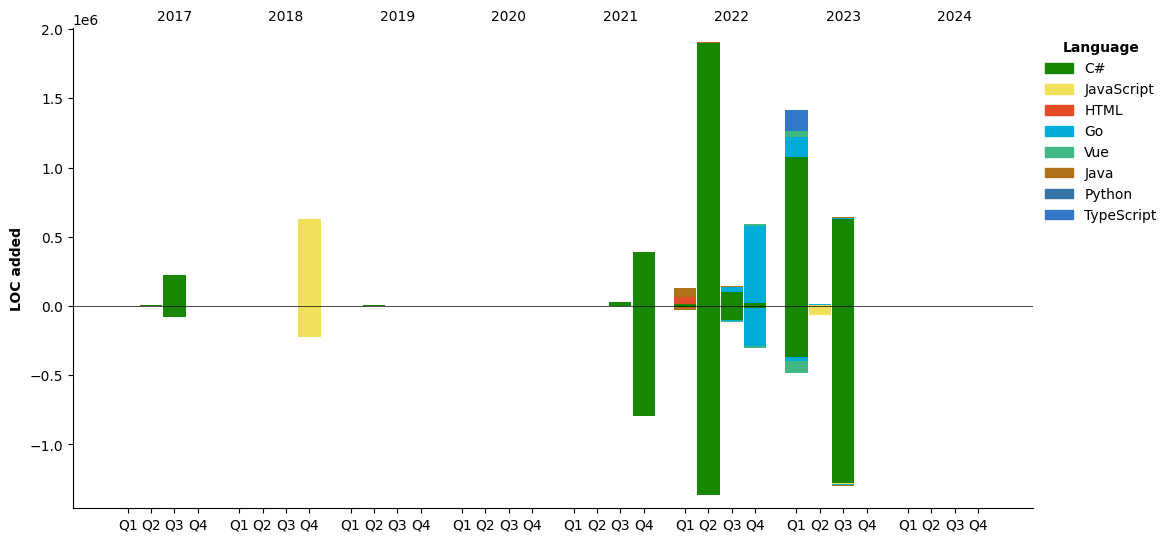 2017 2018 2019 2020 2021 2022 2023 2024
1e6
2.0
1.5
1.0
0.5
0.0
−0.5
−1.0
LOC added
Q1 Q2 Q3 Q4 Q1 Q2 Q3 Q4 Q1 Q2 Q3 Q4 Q1 Q2 Q3 Q4 Q1 Q2 Q3 Q4 Q1 Q2 Q3 Q4 Q1 Q2 Q3 Q4 Q1 Q2 Q3 Q4
Language
C#
JavaScript
HTML
Go
Vue
Java
Python
TypeScript